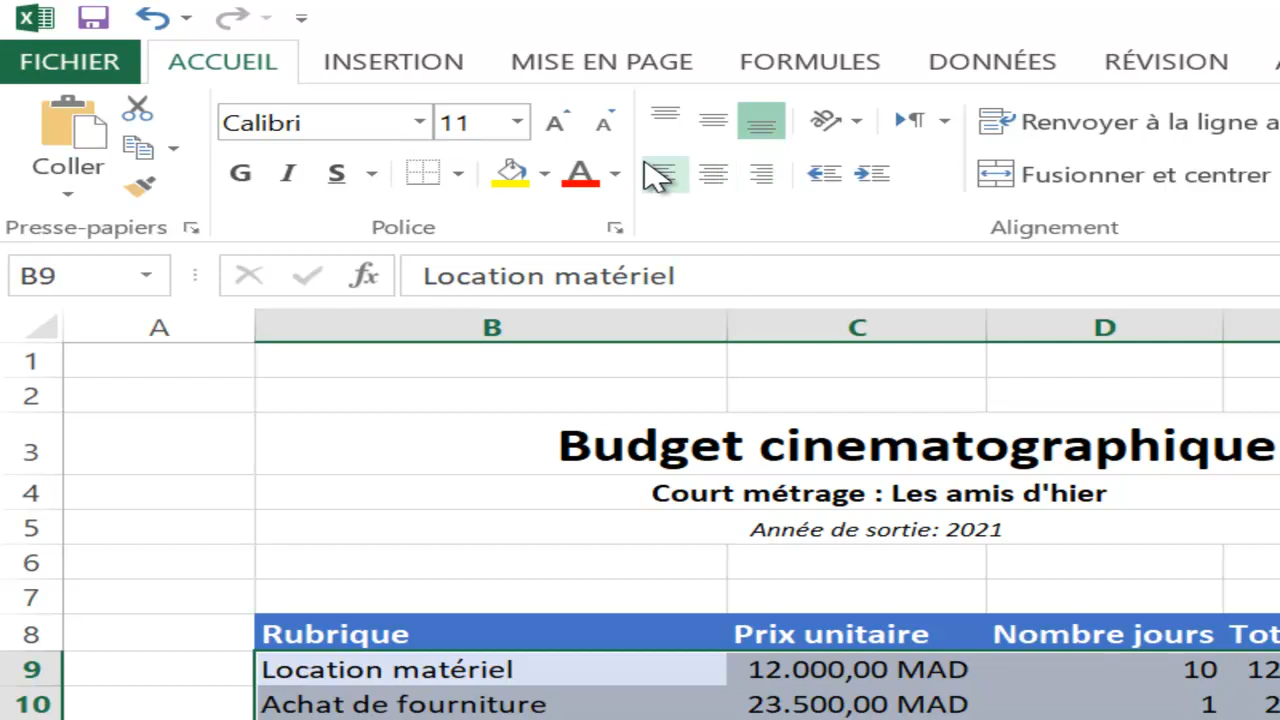 FICHIER ACCUEIL INSERTION MISE EN PAGE FORMULES DONNÉES RÉVISION
Coller
Calibri 11
G I S A
Renvoyer à la ligne a
Fusionner et centrer
Presse-papiers Police Alignement
B9 fx Location matériel
A B C D
1
2
3 Budget cinematographique
4 Court métrage : Les amis d'hier
5 Année de sortie: 2021
6
7
8 Rubrique Prix unitaire Nombre jours Tot
9 Location matériel 12.000,00 MAD 10 12
10 Achat de fourniture 23.500,00 MAD 1 2